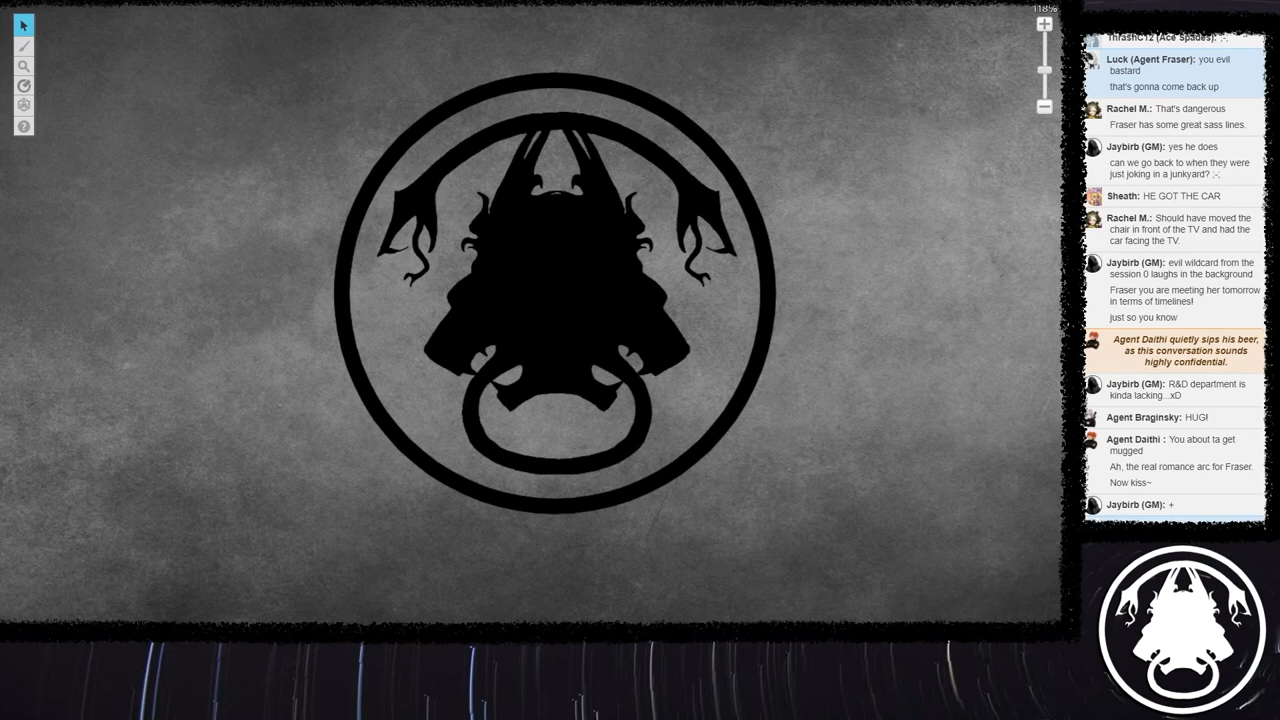 118%
ThrashC12 (Ace Spades): ;-;
Luck (Agent Fraser): you evil
bastard
that's gonna come back up
Rachel M.: That's dangerous
Fraser has some great sass lines.
Jaybirb (GM): yes he does
can we go back to when they were
just joking in a junkyard? ;-;
Sheath: HE GOT THE CAR
Rachel M.: Should have moved the
chair in front of the TV and had the
car facing the TV.
Jaybirb (GM): evil wildcard from the
session 0 laughs in the background
Fraser you are meeting her tomorrow
in terms of timelines!
just so you know
Agent Daithi quietly sips his beer,
as this conversation sounds
highly confidential.
Jaybirb (GM): R&D department is
kinda lacking...xD
Agent Braginsky: HUG!
Agent Daithi : You about ta get
mugged
Ah, the real romance arc for Fraser.
Now kiss~
Jaybirb (GM): +